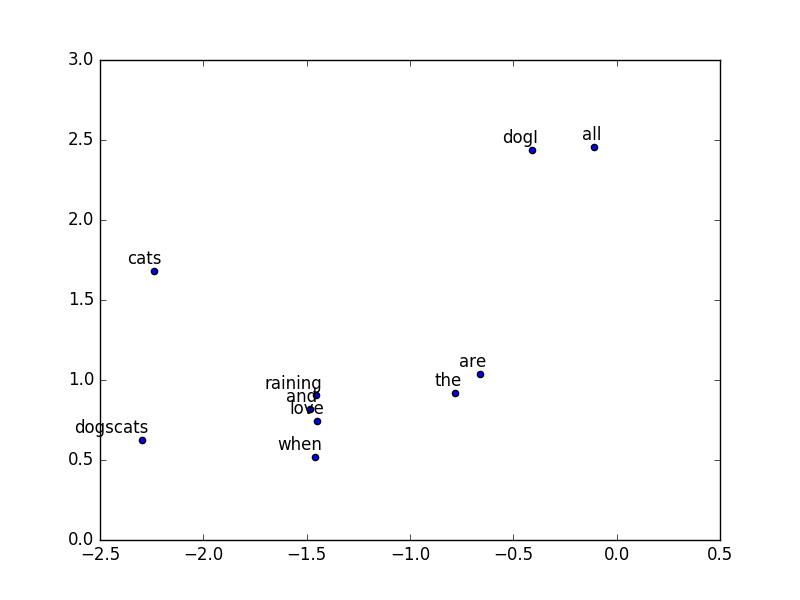 3.0
dogI all
2.5
2.0
cats
1.5
are
raining the
1.0
and
love
dogscats
when
0.5
0.0
−2.5 −2.0 −1.5 −1.0 −0.5 0.0 0.5